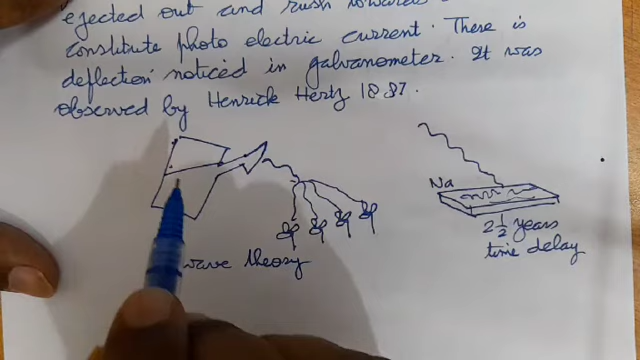 ejected out and rush towards
constitute photo electric current. There is
deflection noticed in galvanometer. It was
observed by Henrick Hertz 1887.
Na
2 1/2 years
time delay
wave theory